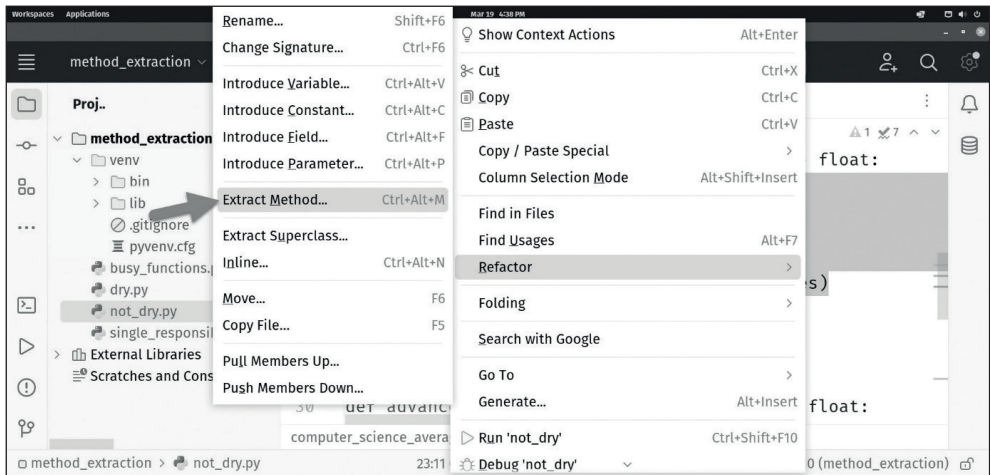 Workspaces Applications
Mar 19 4:38 PM
method_extraction
Proj..
method_extraction
venv
bin
lib
.gitignore
pyvenv.cfg
busy_functions.p
dry.py
not_dry.py
single_responsi
External Libraries
Scratches and Cons
Rename... Shift+F6
Change Signature... Ctrl+F6
Introduce Variable... Ctrl+Alt+V
Introduce Constant... Ctrl+Alt+C
Introduce Field... Ctrl+Alt+F
Introduce Parameter... Ctrl+Alt+P
Extract Method... Ctrl+Alt+M
Extract Superclass...
Inline... Ctrl+Alt+N
Move... F6
Copy File... F5
Pull Members Up...
Push Members Down...
Show Context Actions Alt+Enter
Cut Ctrl+X
Copy Ctrl+C
Paste Ctrl+V
Copy / Paste Special
Column Selection Mode Alt+Shift+Insert
Find in Files
Find Usages Alt+F7
Refactor
Folding
Search with Google
Go To
Generate... Alt+Insert
Run 'not_dry' Ctrl+Shift+F10
Debug 'not_dry'
1 7
float:
s)
30 def advanc
float:
computer_science_avera
method_extraction > not_dry.py
23:11
0 (method_extraction)